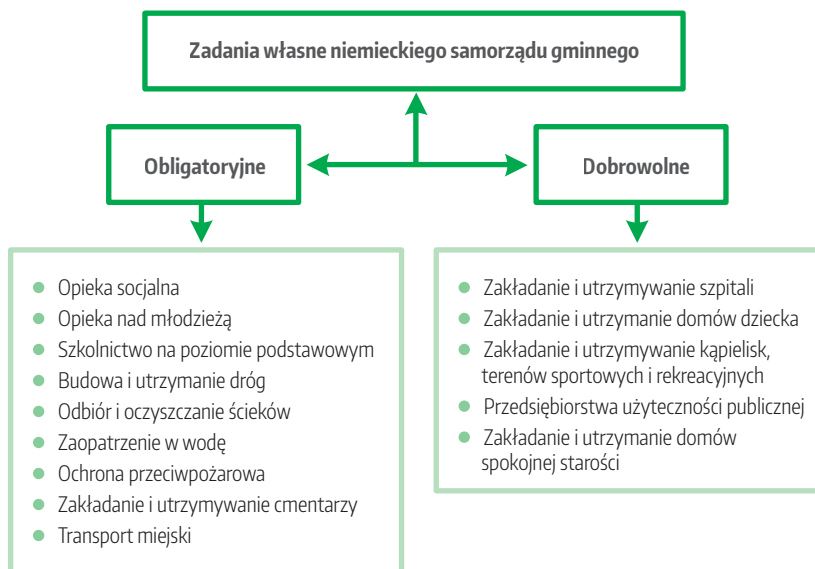 Zadania własne niemieckiego samorządu gminnego
Obligatoryjne
Dobrowolne
Opieka socjalna
Opieka nad młodzieżą
Szkolnictwo na poziomie podstawowym
Budowa i utrzymanie dróg
Odbiór i oczyszczanie ścieków
Zaopatrzenie w wodę
Ochrona przeciwpożarowa
Zakładanie i utrzymywanie cmentarzy
Transport miejski
Zakładanie i utrzymywanie szpitali
Zakładanie i utrzymanie domów dziecka
Zakładanie i utrzymywanie kąpielisk,
terenów sportowych i rekreacyjnych
Przedsiębiorstwa użyteczności publicznej
Zakładanie i utrzymanie domów
spokojnej starości